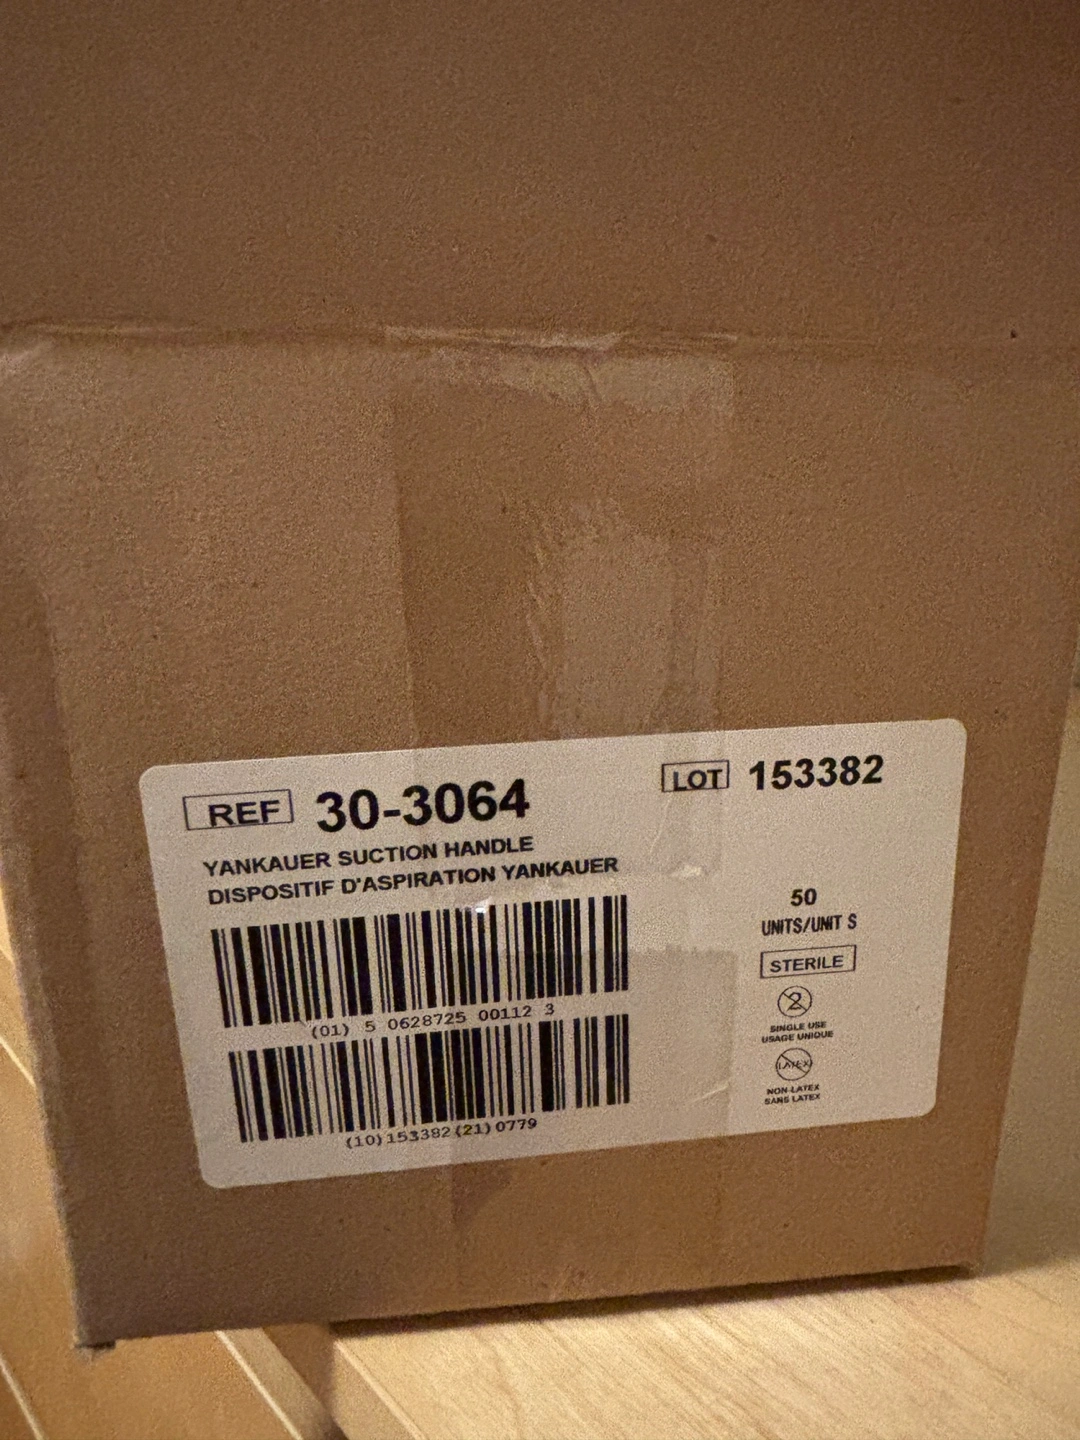 REF 30-3064 LOT 153382
YANKAUER SUCTION HANDLE
DISPOSITIF D'ASPIRATION YANKAUER
50
UNITS/UNIT S
STERILE
2
SINGLE USE
USAGE UNIQUE
LATEX
NON-LATEX
SANS LATEX
(01) 5 0628725 00112 3
(10)153382(21)0779